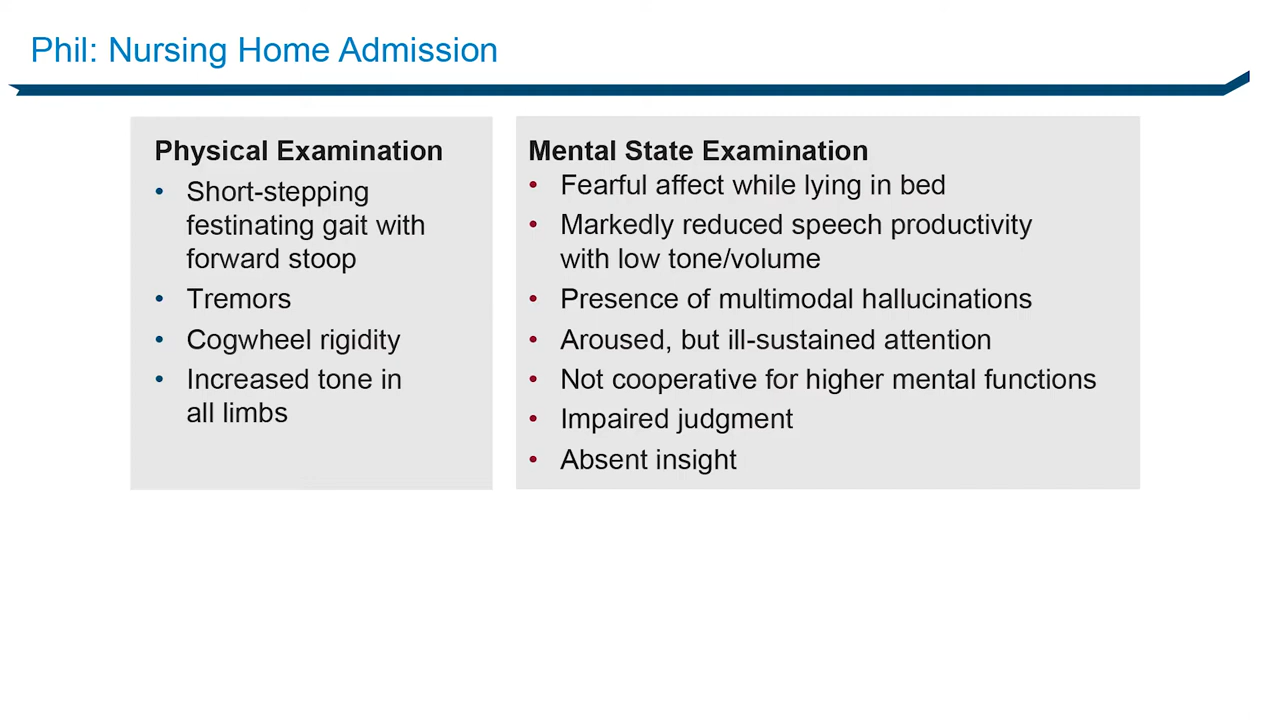 Phil: Nursing Home Admission
Physical Examination
• Short-stepping
festinating gait with
forward stoop
• Tremors
• Cogwheel rigidity
• Increased tone in
all limbs
Mental State Examination
• Fearful affect while lying in bed
• Markedly reduced speech productivity
with low tone/volume
• Presence of multimodal hallucinations
• Aroused, but ill-sustained attention
• Not cooperative for higher mental functions
• Impaired judgment
• Absent insight